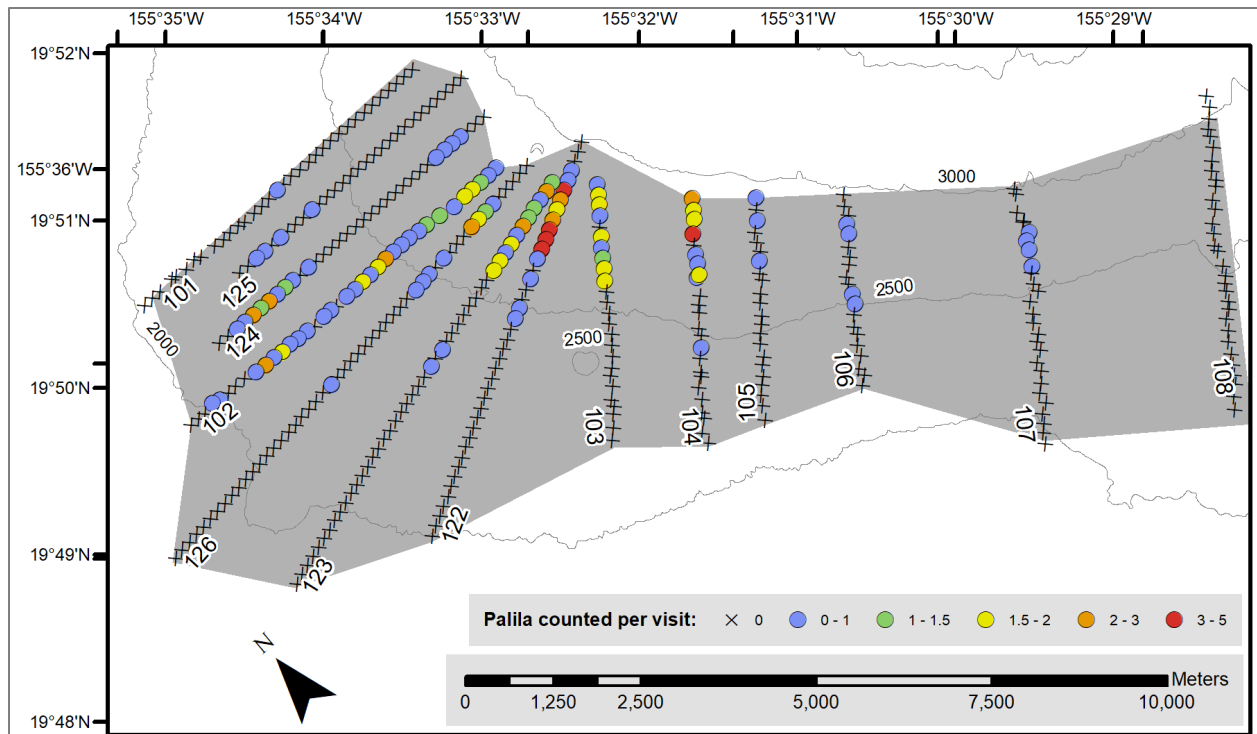 155°35'W 155°34'W 155°33'W 155°32'W 155°31'W 155°30'W 155°29'W
19°52'N
155°36'W
3000
19°51'N
101
125
2500
2000
124
2500
19°50'N
106
108
105
102
103
104
107
122
19°49'N
126
123
Palila counted per visit: 0 0 - 1 1 - 1.5 1.5 - 2 2 - 3 3 - 5
N
Meters
0 1,250 2,500 5,000 7,500 10,000
19°48'N